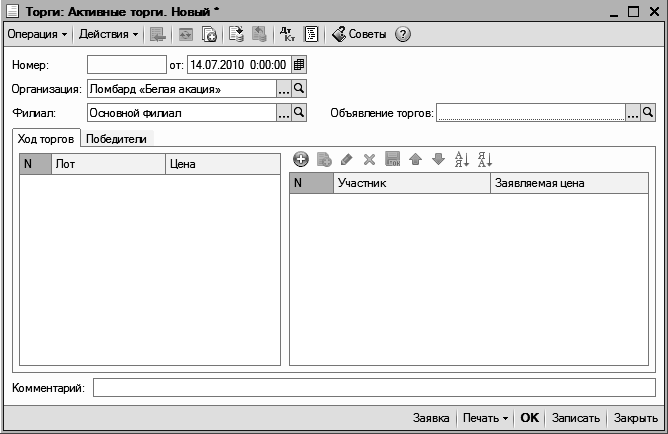 Торги: Активные торги. Новый *
Операция Действия Дт Кт Советы ?
Номер: от: 14.07.2010 0:00:00
Организация: Ломбард «Белая акация» ...
Филиал: Основной филиал ... Объявление торгов: ...
Ход торгов Победители
N Лот Цена
А Я Я А
N Участник Заявляемая цена
Комментарий:
Заявка Печать OK Записать Закрыть